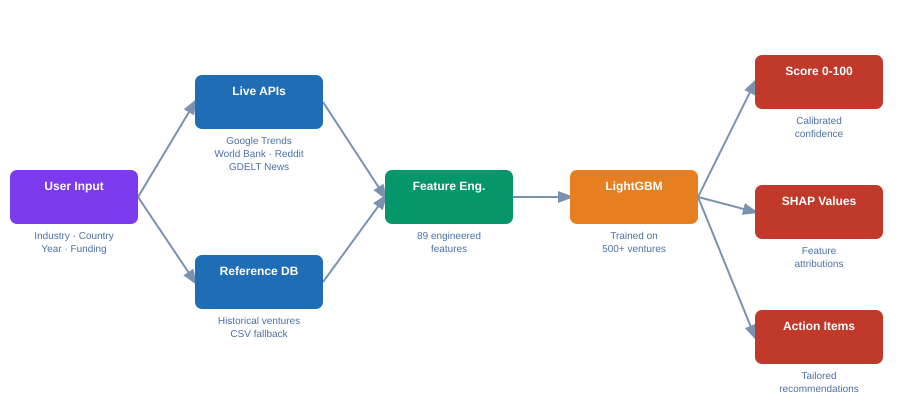 User Input
Industry · Country
Year · Funding
Live APIs
Google Trends
World Bank · Reddit
GDELT News
Reference DB
Historical ventures
CSV fallback
Feature Eng.
89 engineered
features
LightGBM
Trained on
500+ ventures
Score 0-100
Calibrated
confidence
SHAP Values
Feature
attributions
Action Items
Tailored
recommendations